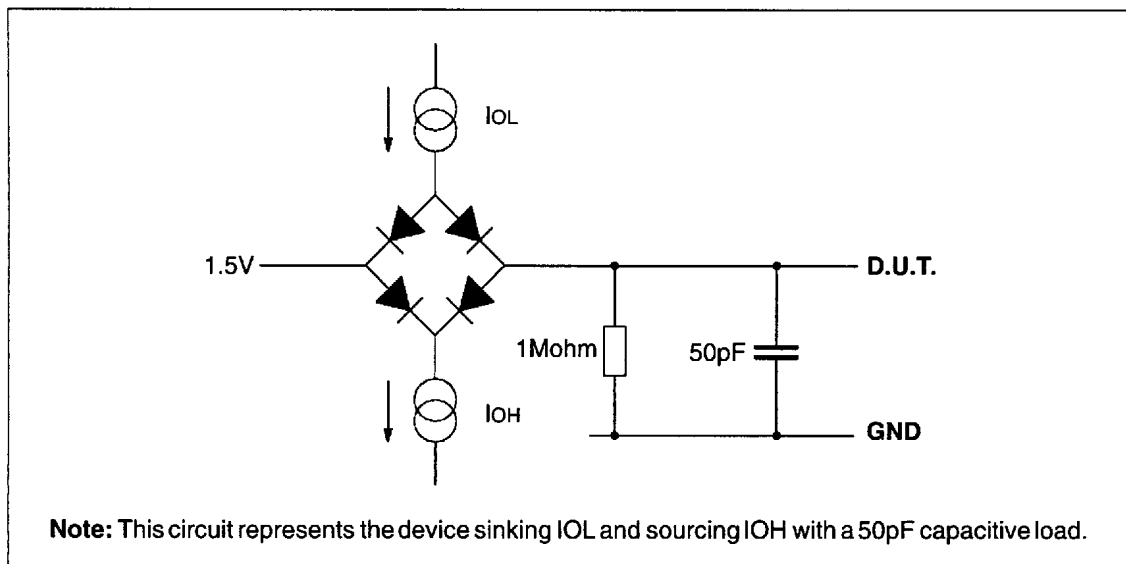 IOL
1.5V
D.U.T.
1Mohm
50pF
IOH
GND
Note: This circuit represents the device sinking IOL and sourcing IOH with a 50pF capacitive load.